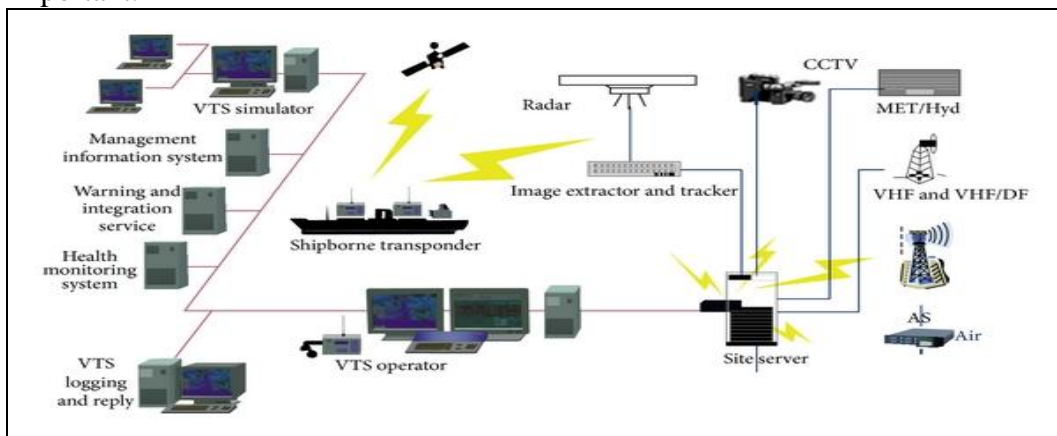 VTS simulator
Management
information system
Warning and
integration
service
Health
monitoring
system
VTS
logging
and reply
Shipborne transponder
VTS operator
Radar
Image extractor and tracker
CCTV
MET/Hyd
VHF and VHF/DF
AS
Air
Site server